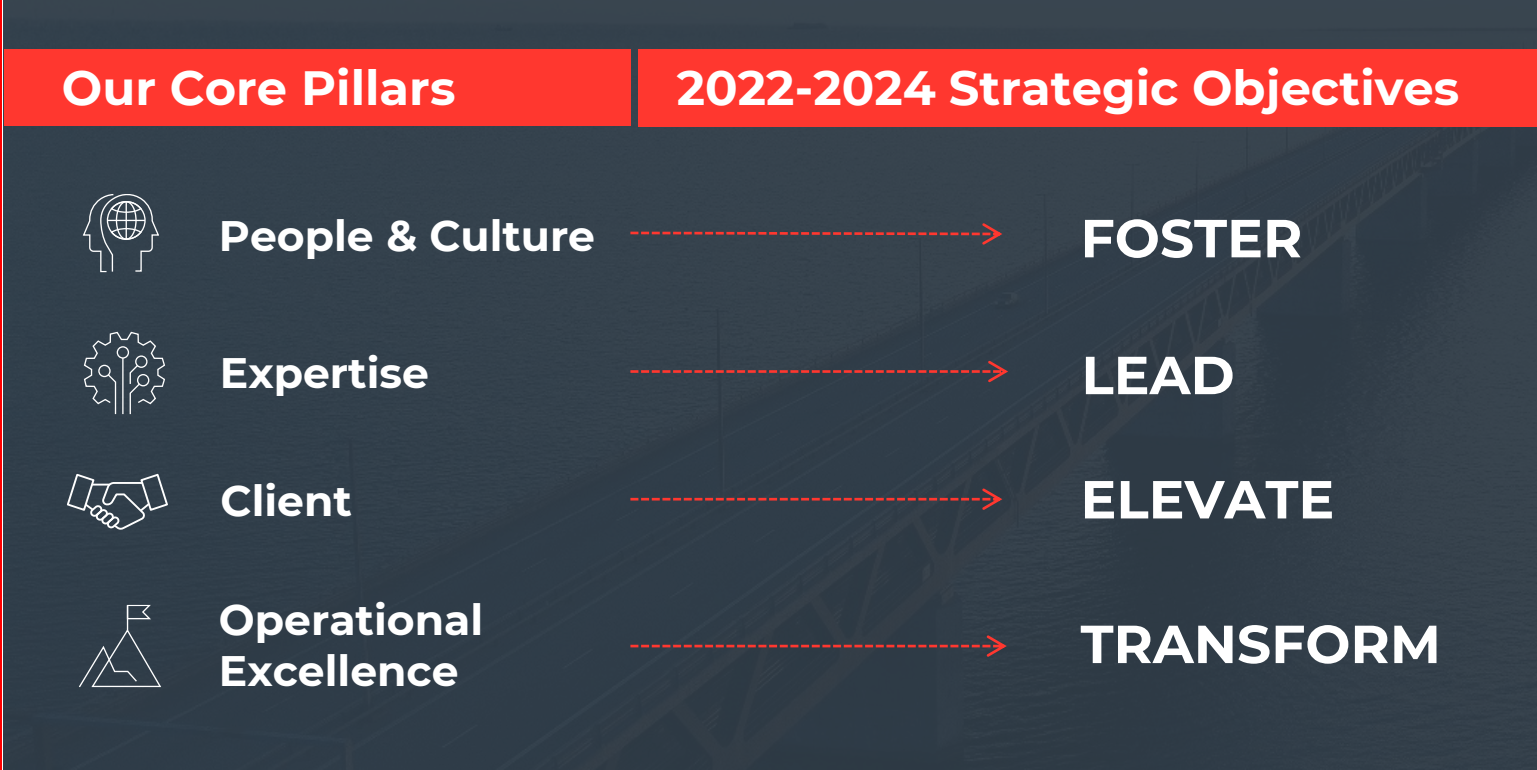 Our Core Pillars
2022-2024 Strategic Objectives
People & Culture
FOSTER
Expertise
LEAD
Client
ELEVATE
Operational
Excellence
TRANSFORM